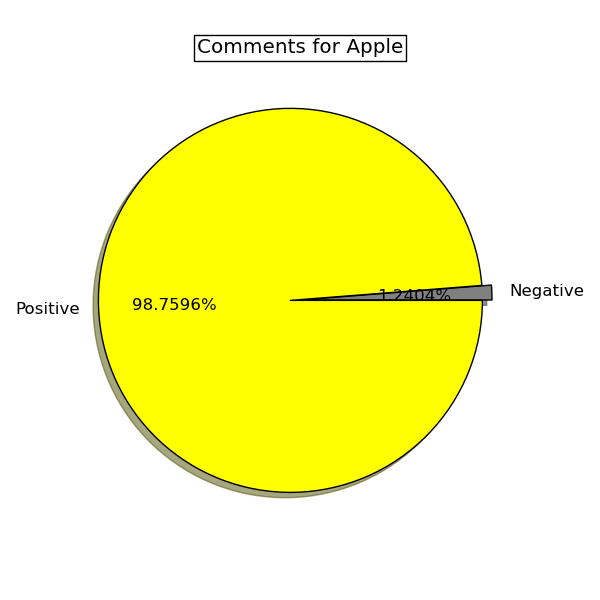 Comments for Apple
Negative
1.2404%
98.7596%
Positive